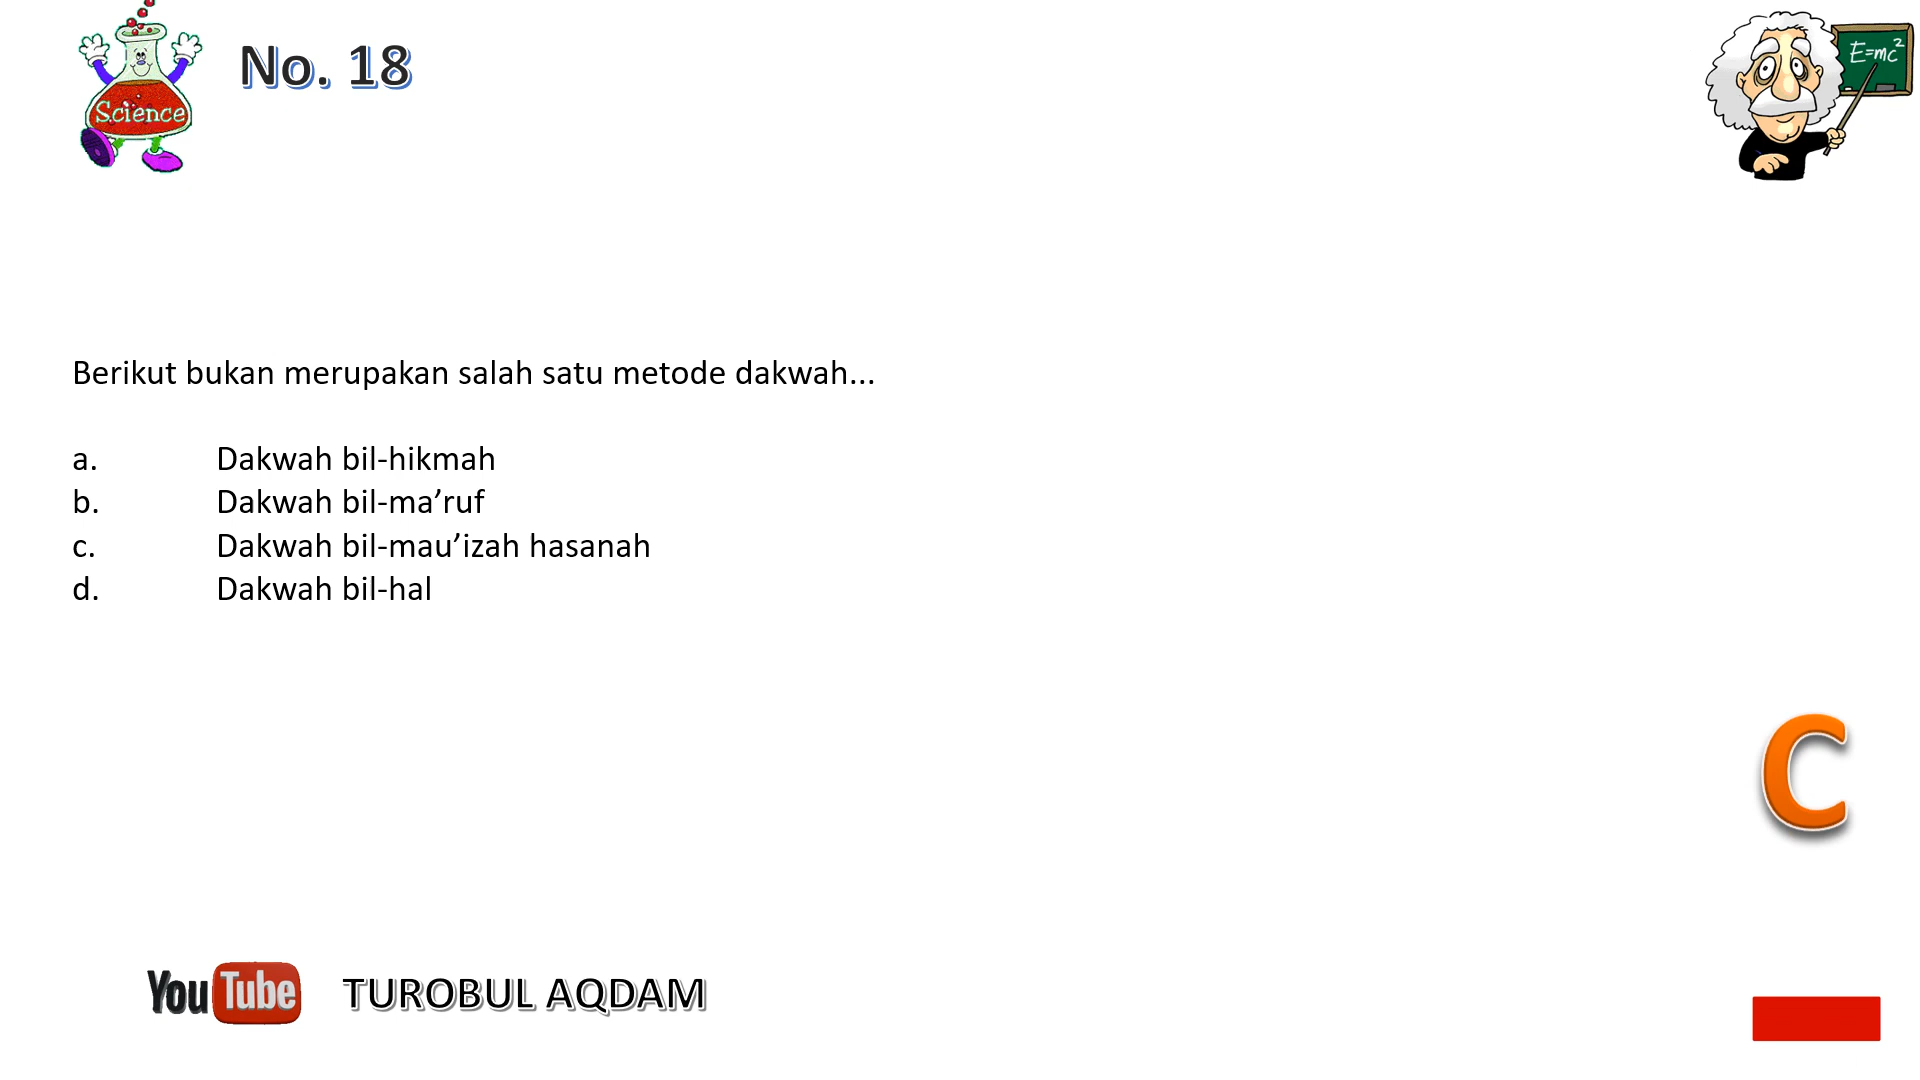 No. 18
Science
E=mc²
Berikut bukan merupakan salah satu metode dakwah...
a. Dakwah bil-hikmah
b. Dakwah bil-ma’ruf
c. Dakwah bil-mau’izah hasanah
d. Dakwah bil-hal
C
YouTube TUROBUL AQDAM